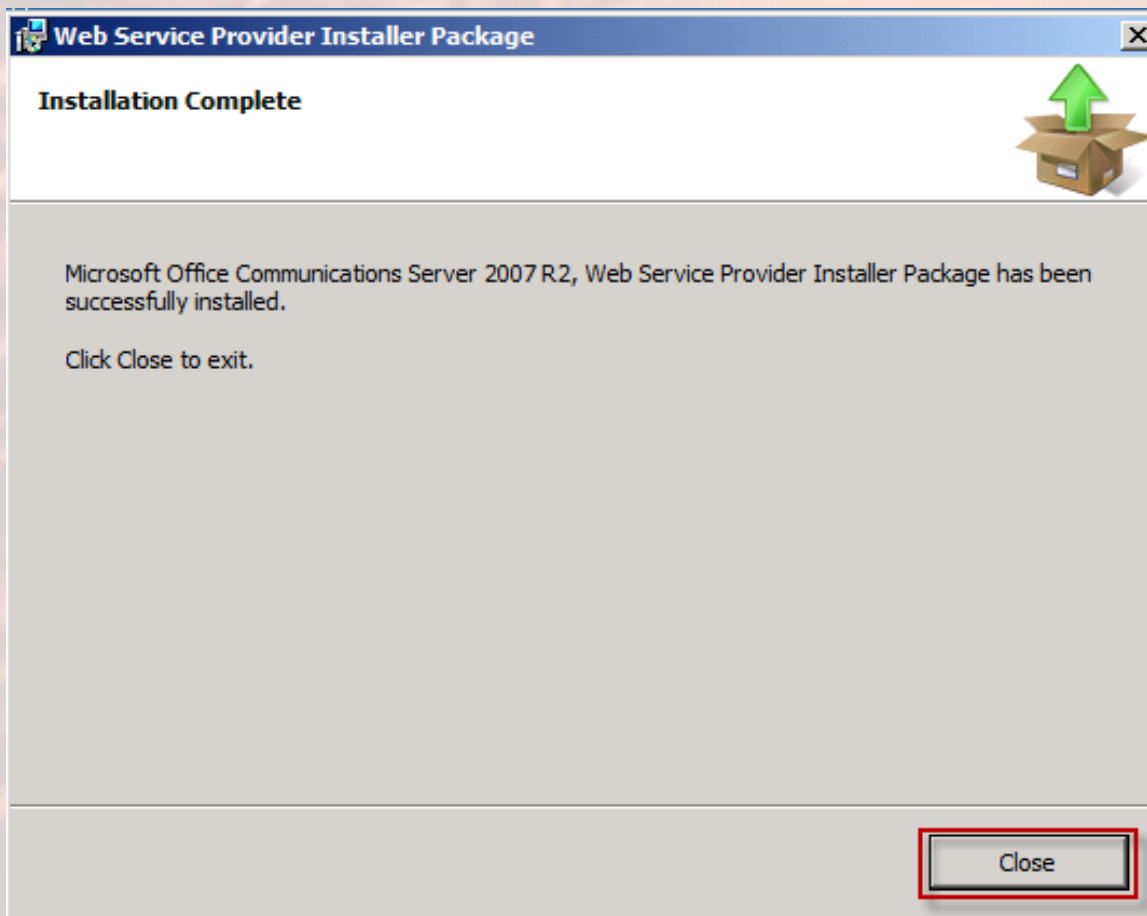 Web Service Provider Installer Package
Installation Complete
Microsoft Office Communications Server 2007 R2, Web Service Provider Installer Package has been
successfully installed.
Click Close to exit.
Close